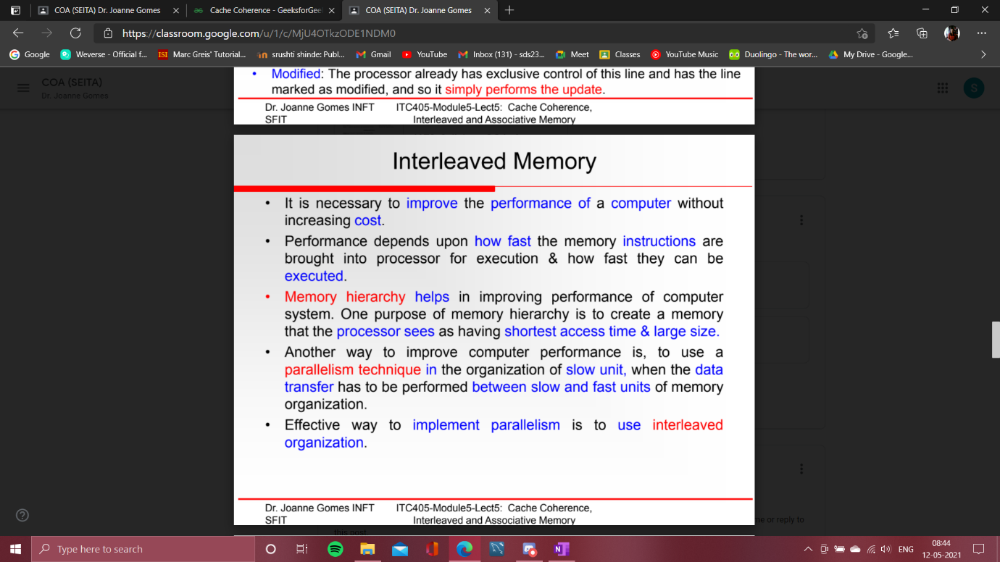 COA (SEITA) Dr. Joanne Gomes
Cache Coherence - GeeksforGee
COA (SEITA) Dr. Joanne Gomes
https://classroom.google.com/u/1/c/MjU4OTkzODE1NDM0
Google
Weverse - Official f...
ISI Marc Greis' Tutorial...
srushti shinde: Publ...
Gmail
YouTube
Inbox (131) - sds23...
Meet
Classes
YouTube Music
Duolingo - The wor...
My Drive - Google...
COA (SEITA)
Dr. Joanne Gomes
S
• Modified: The processor already has exclusive control of this line and has the line
marked as modified, and so it simply performs the update.
Dr. Joanne Gomes INFT ITC405-Module5-Lect5: Cache Coherence,
SFIT Interleaved and Associative Memory
Interleaved Memory
• It is necessary to improve the performance of a computer without
increasing cost.
• Performance depends upon how fast the memory instructions are
brought into processor for execution & how fast they can be
executed.
• Memory hierarchy helps in improving performance of computer
system. One purpose of memory hierarchy is to create a memory
that the processor sees as having shortest access time & large size.
• Another way to improve computer performance is, to use a
parallelism technique in the organization of slow unit, when the data
transfer has to be performed between slow and fast units of memory
organization.
• Effective way to implement parallelism is to use interleaved
organization.
Dr. Joanne Gomes INFT ITC405-Module5-Lect5: Cache Coherence,
SFIT Interleaved and Associative Memory
or reply to
this post
Type here to search
ENG
08:44
12-05-2021